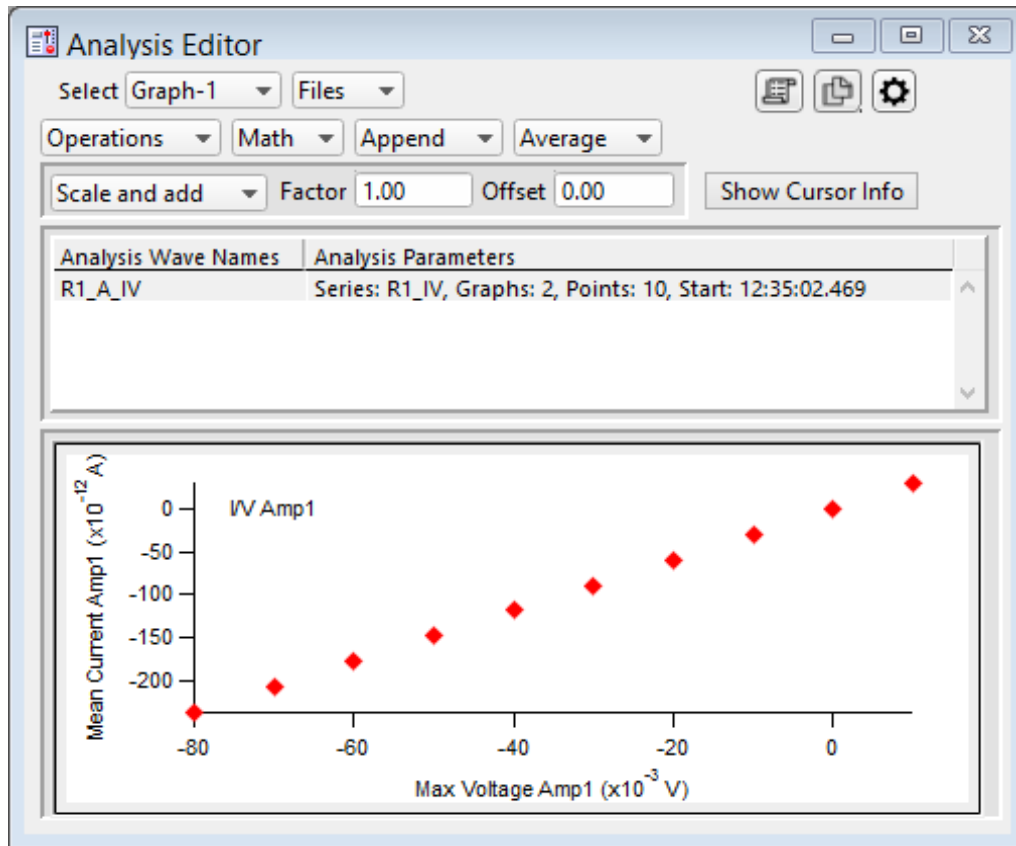 Analysis Editor
Select Graph-1 Files
Operations Math Append Average
Scale and add Factor 1.00 Offset 0.00 Show Cursor Info
Analysis Wave Names Analysis Parameters
R1_A_IV Series: R1_IV, Graphs: 2, Points: 10, Start: 12:35:02.469
Mean Current Amp1 (x10⁻¹² A)
I/V Amp1
0
-50
-100
-150
-200
-80 -60 -40 -20 0
Max Voltage Amp1 (x10⁻³ V)